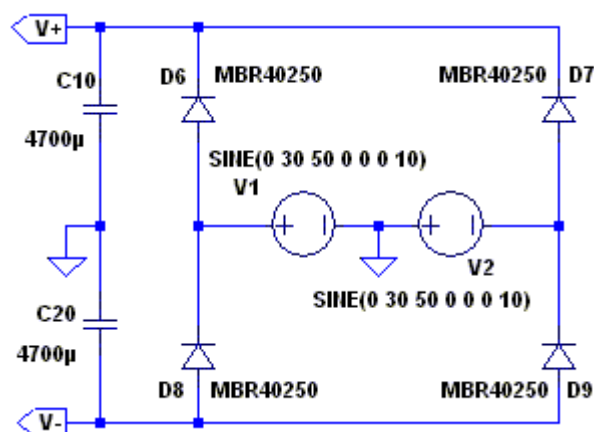 V+
C10
4700µ
D6 MBR40250
MBR40250 D7
SINE(0 30 50 0 0 0 10)
V1
V2
SINE(0 30 50 0 0 0 10)
C20
4700µ
D8 MBR40250
MBR40250 D9
V-